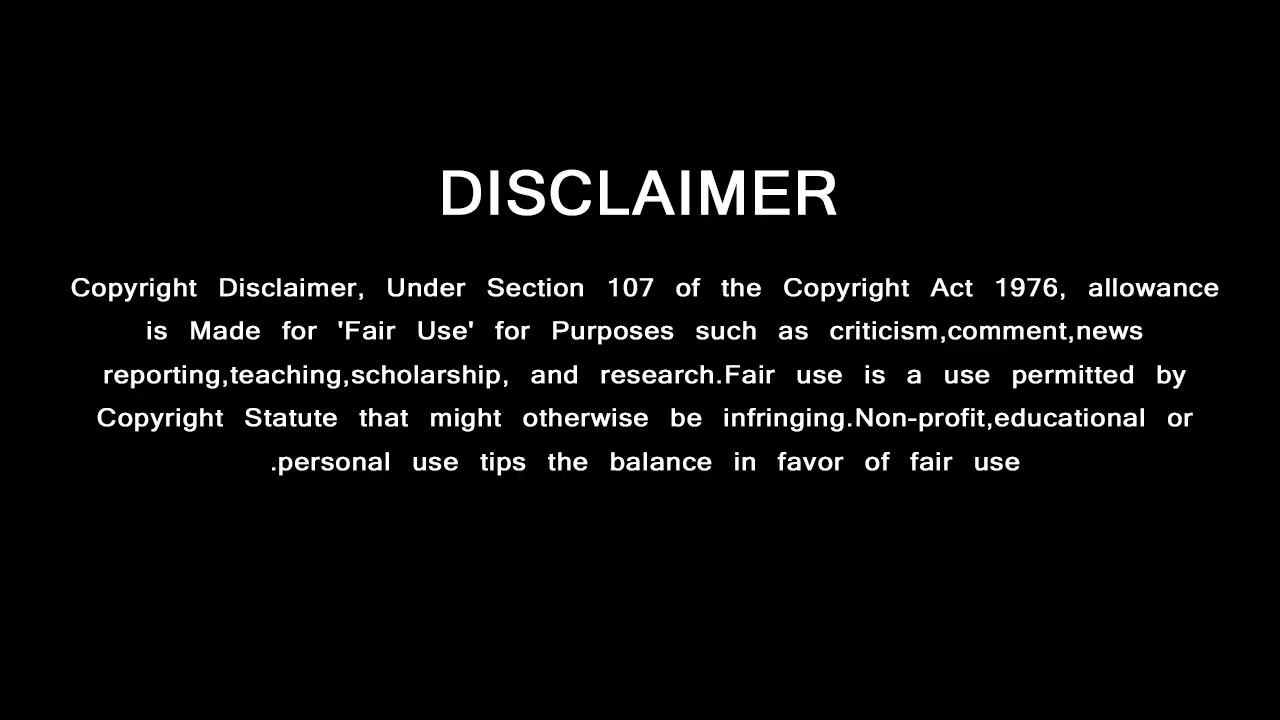 DISCLAIMER
Copyright Disclaimer, Under Section 107 of the Copyright Act 1976, allowance
is Made for 'Fair Use' for Purposes such as criticism,comment,news
reporting,teaching,scholarship, and research.Fair use is a use permitted by
Copyright Statute that might otherwise be infringing.Non-profit,educational or
.personal use tips the balance in favor of fair use